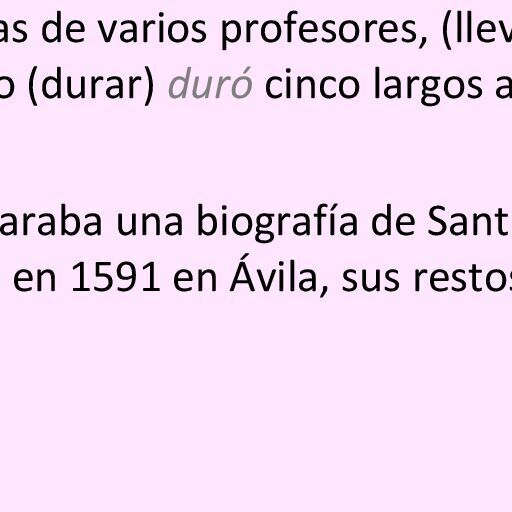 as de varios profesores, (llev
o (durar) duró cinco largos a
araba una biografía de Sant
en 1591 en Ávila, sus restos